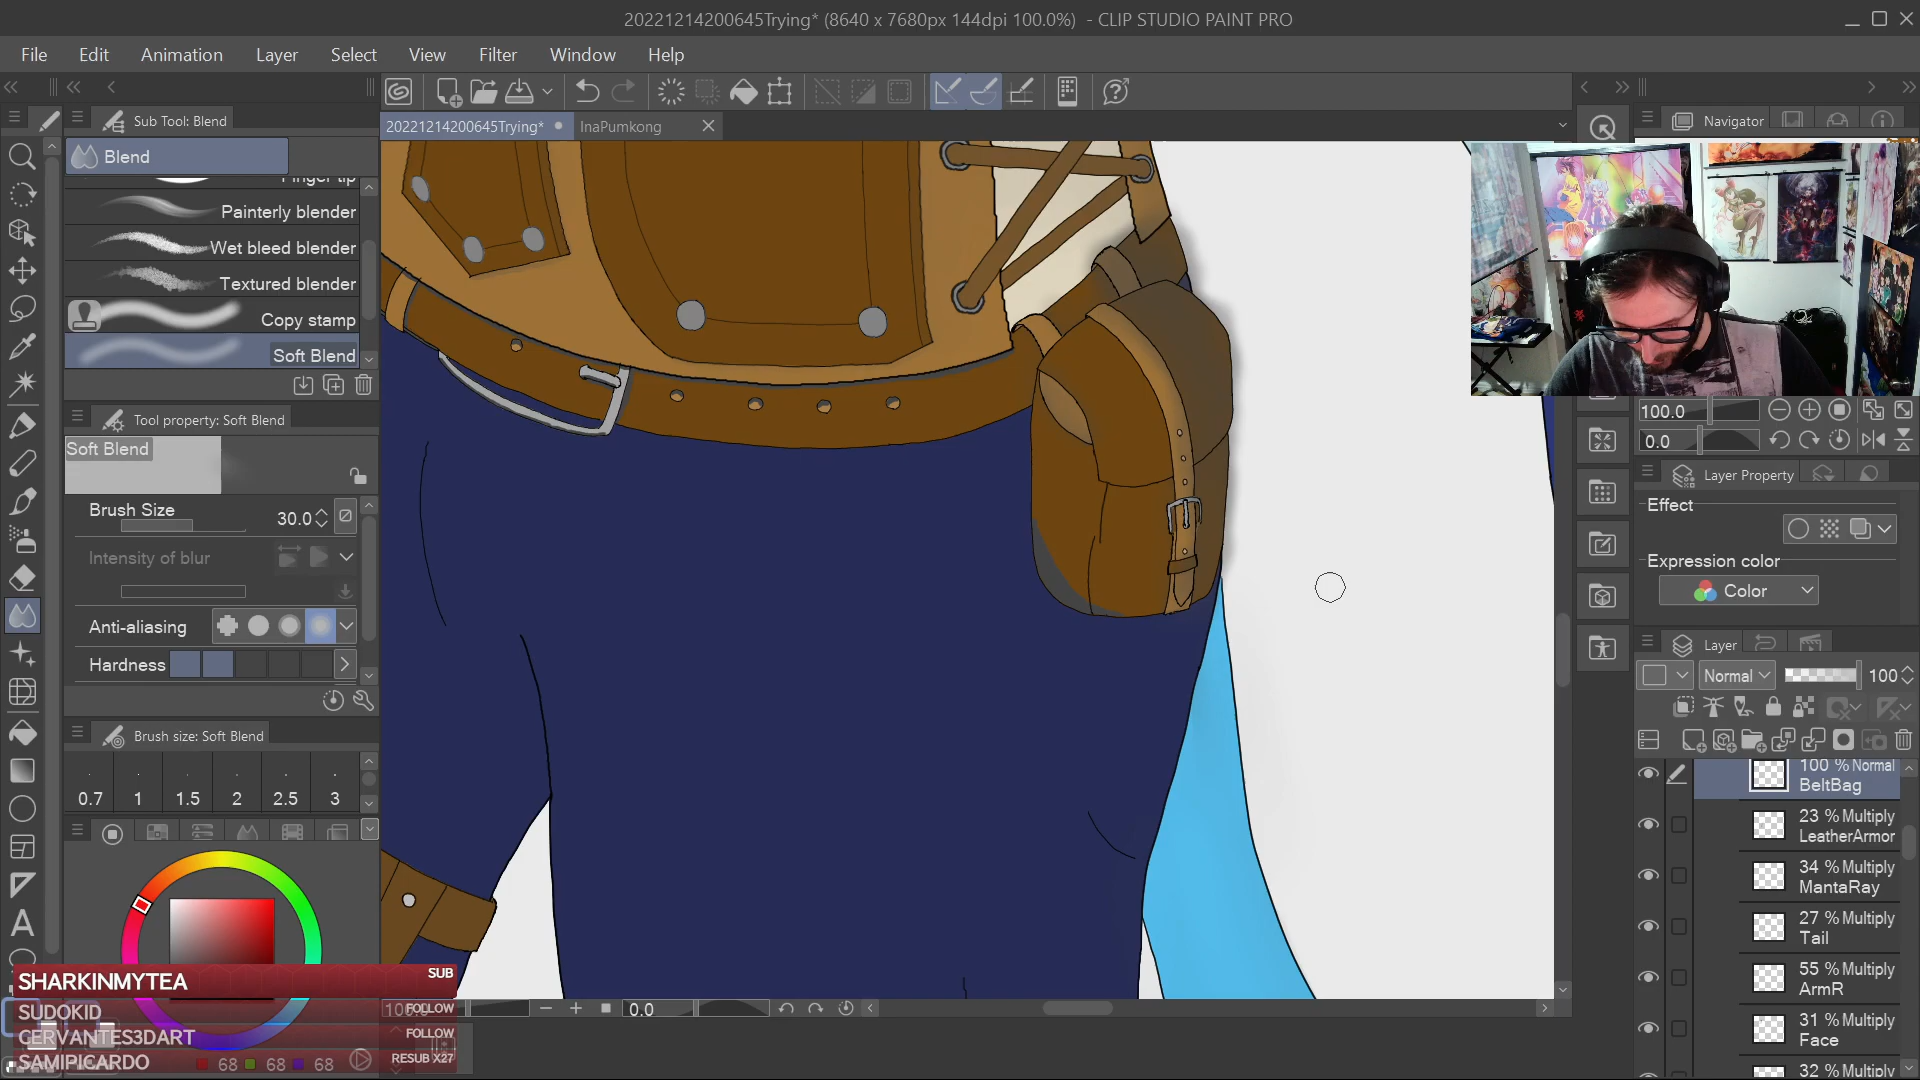 20221214200645Trying* (8640 x 7680px 144dpi 100.0%) - CLIP STUDIO PAINT PRO
File Edit Animation Layer Select View Filter Window Help
Sub Tool: Blend
20221214200645Trying*
InaPumkong
Navigator
Blend
Finger tip
Painterly blender
Wet bleed blender
Textured blender
Copy stamp
Soft Blend
Tool property: Soft Blend
Soft Blend
Brush Size
30.0
Intensity of blur
Anti-aliasing
Hardness
Brush size: Soft Blend
0.7 1 1.5 2 2.5 3
100.0
0.0
Layer Property
Effect
Expression color
Color
Layer
Normal
100
100 % Normal
BeltBag
23 % Multiply
LeatherArmor
34 % Multiply
MantaRay
27 % Multiply
Tail
55 % Multiply
ArmR
31 % Multiply
Face
32 % Multiply
SHARKINMYTEA SUB
SUDOKID FOLLOW
CERVANTES3DART FOLLOW
SAMIPICARDO RESUB X27
68 68 68
0.0